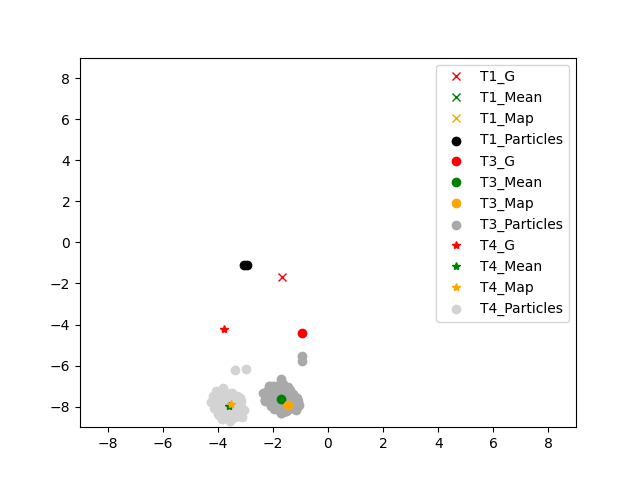 8
6
4
2
0
−2
−4
−6
−8
−8 −6 −4 −2 0 2 4 6 8
T1_G
T1_Mean
T1_Map
T1_Particles
T3_G
T3_Mean
T3_Map
T3_Particles
T4_G
T4_Mean
T4_Map
T4_Particles